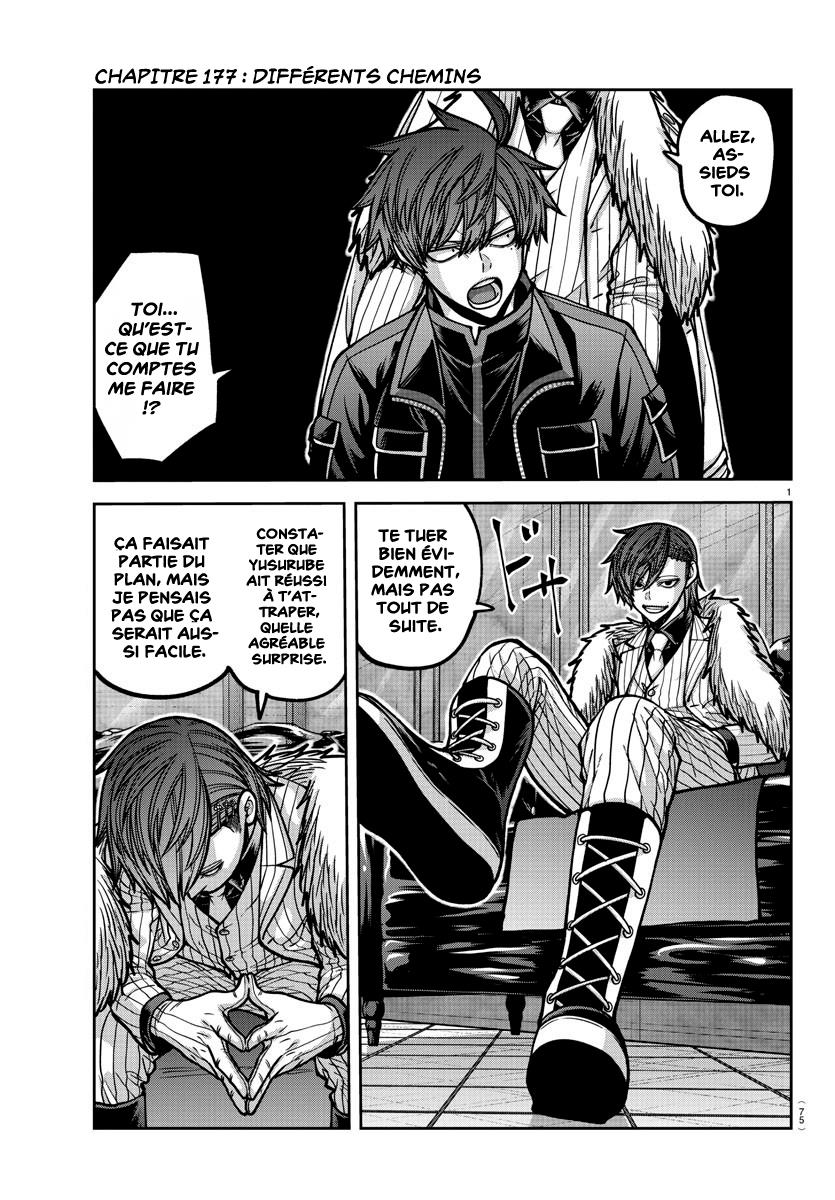 CHAPITRE 177 : DIFFÉRENTS CHEMINS
ALLEZ,
AS-
SIEDS
TOI.
TOI...
QU'EST-
CE QUE TU
COMPTES
ME FAIRE
!?
1
TE TUER
BIEN ÉVI-
DEMMENT,
MAIS PAS
TOUT DE
SUITE.
ドサッ
CONSTA-
TER QUE
YUSURUBE
AIT RÉUSSI
À T'AT-
TRAPER,
QUELLE
AGRÉABLE
SURPRISE.
ÇA FAISAIT
PARTIE DU
PLAN, MAIS
JE PENSAIS
PAS QUE ÇA
SERAIT AUS-
SI FACILE.
(75)